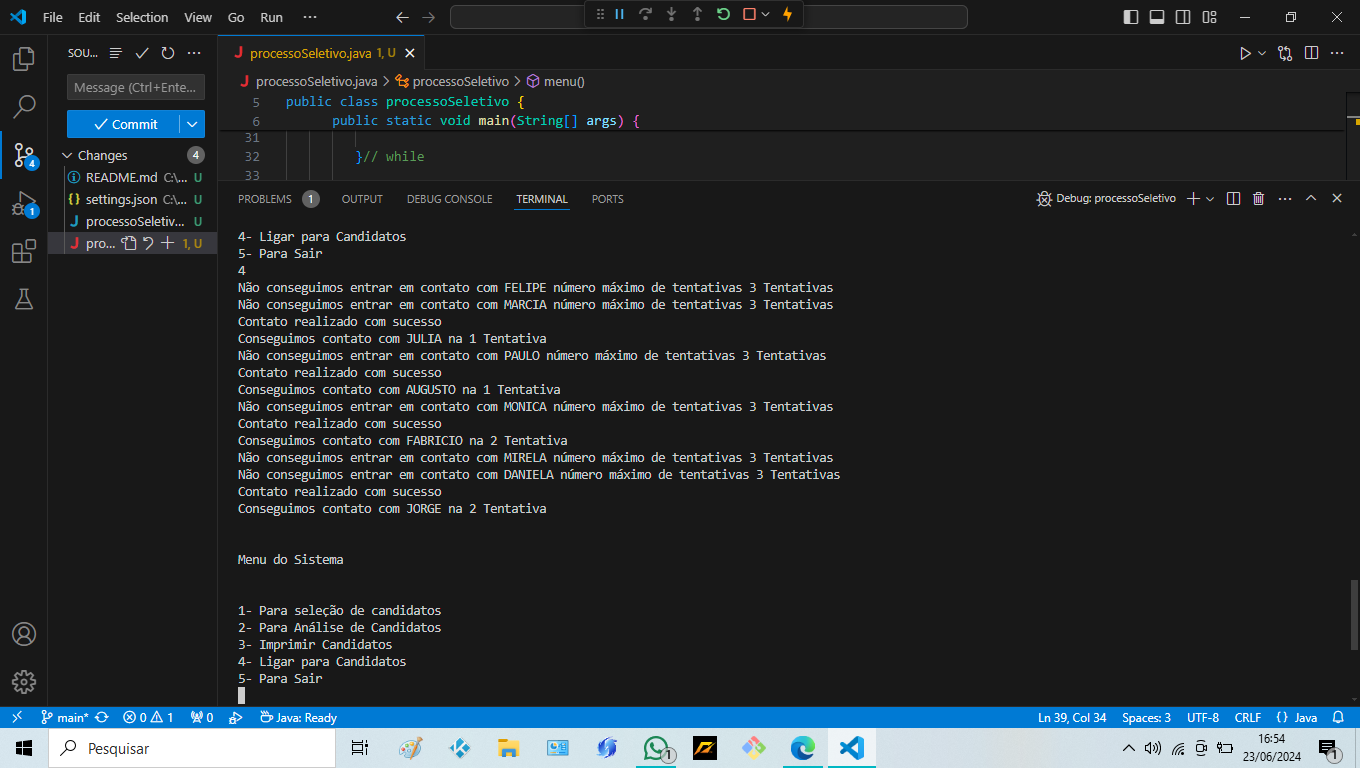 File Edit Selection View Go Run ···
SOU... ···
processoSeletivo.java 1, U
processoSeletivo.java > processoSeletivo > menu()
Message (Ctrl+Ente...
Commit
Changes 4
README.md C:\... U
settings.json C:\... U
processoSeletiv... U
pro... 1, U
4
1
5 public class processoSeletivo {
6 public static void main(String[] args) {
31
32 }// while
33
PROBLEMS 1 OUTPUT DEBUG CONSOLE TERMINAL PORTS Debug: processoSeletivo ···
4- Ligar para Candidatos
5- Para Sair
4
Não conseguimos entrar em contato com FELIPE número máximo de tentativas 3 Tentativas
Não conseguimos entrar em contato com MARCIA número máximo de tentativas 3 Tentativas
Contato realizado com sucesso
Conseguimos contato com JULIA na 1 Tentativa
Não conseguimos entrar em contato com PAULO número máximo de tentativas 3 Tentativas
Contato realizado com sucesso
Conseguimos contato com AUGUSTO na 1 Tentativa
Não conseguimos entrar em contato com MONICA número máximo de tentativas 3 Tentativas
Contato realizado com sucesso
Conseguimos contato com FABRICIO na 2 Tentativa
Não conseguimos entrar em contato com MIRELA número máximo de tentativas 3 Tentativas
Não conseguimos entrar em contato com DANIELA número máximo de tentativas 3 Tentativas
Contato realizado com sucesso
Conseguimos contato com JORGE na 2 Tentativa
Menu do Sistema
1- Para seleção de candidatos
2- Para Análise de Candidatos
3- Imprimir Candidatos
4- Ligar para Candidatos
5- Para Sair
main* 0 1 0 Java: Ready Ln 39, Col 34 Spaces: 3 UTF-8 CRLF {} Java
Pesquisar
1
16:54
23/06/2024
1